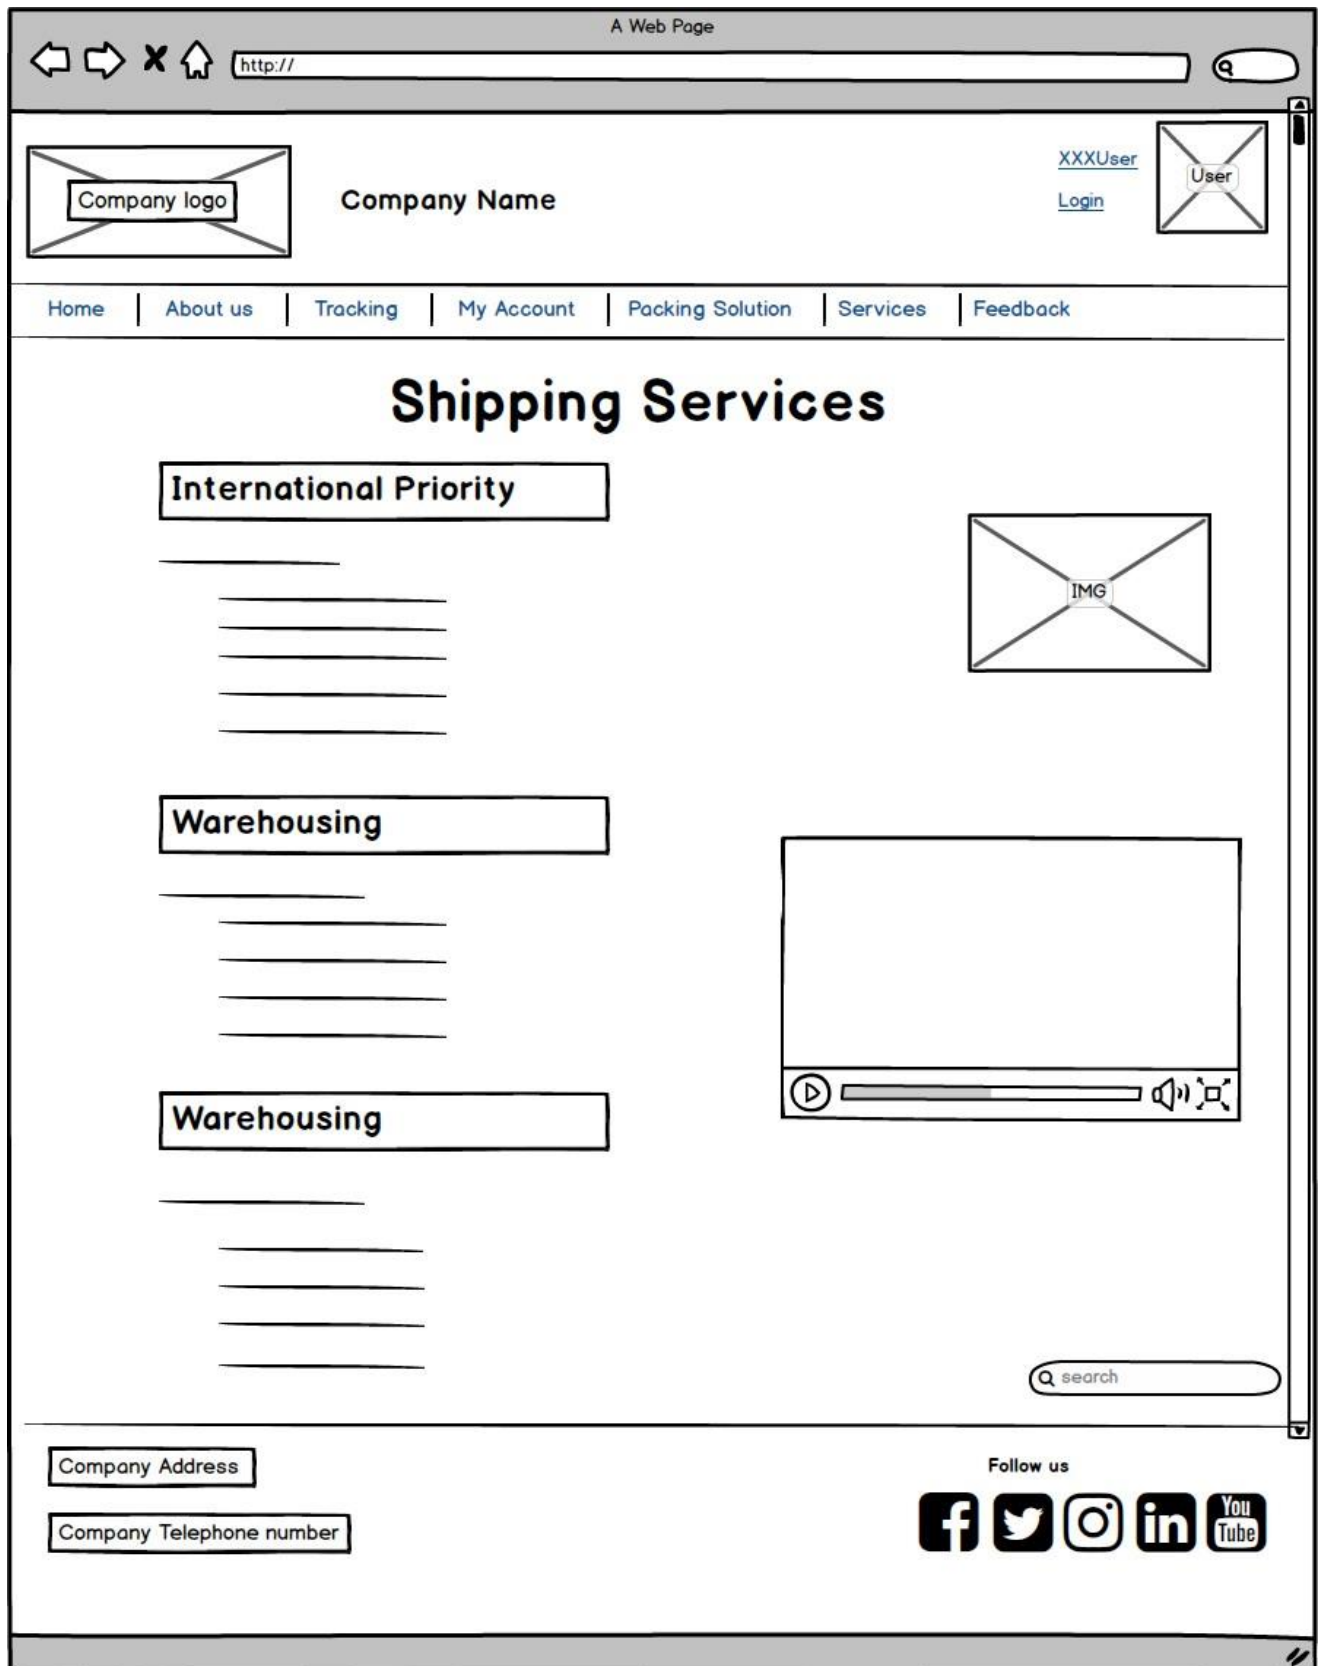 A Web Page
http://
Company logo
Company Name
XXXUser
Login
User
Home
About us
Tracking
My Account
Packing Solution
Services
Feedback
Shipping Services
International Priority
IMG
Warehousing
Warehousing
search
Company Address
Company Telephone number
Follow us
You
Tube